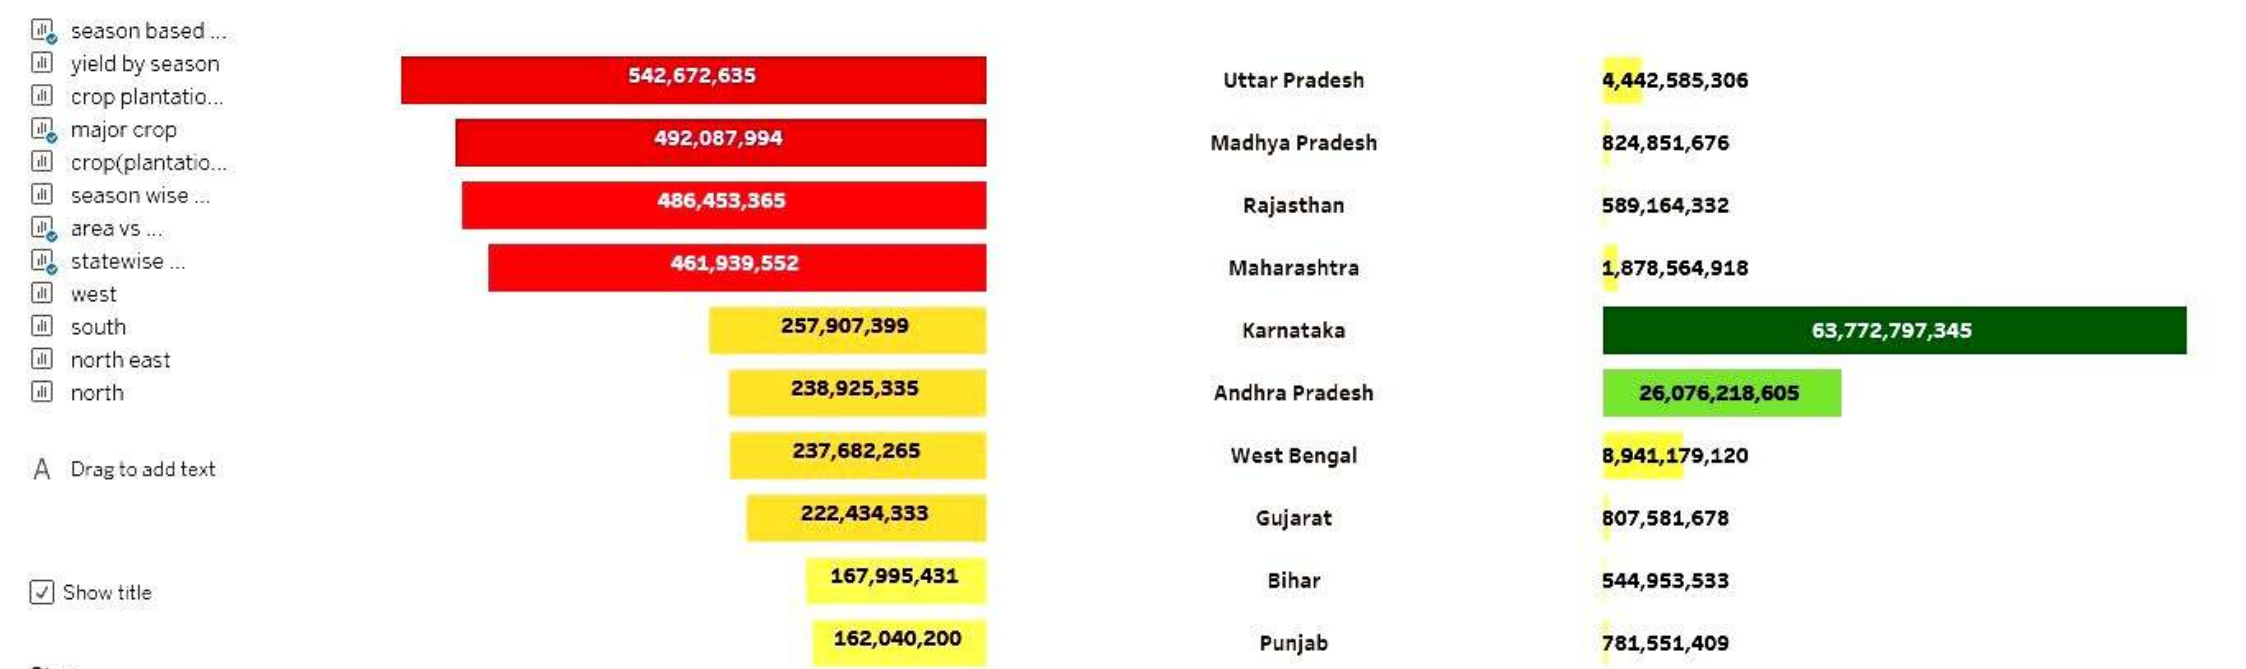 season based ...
yield by season
crop plantatio...
major crop
crop(plantatio...
season wise ...
area vs ...
statewise ...
west
south
north east
north
A Drag to add text
Show title
542,672,635 Uttar Pradesh 4,442,585,306
492,087,994 Madhya Pradesh 824,851,676
486,453,365 Rajasthan 589,164,332
461,939,552 Maharashtra 1,878,564,918
257,907,399 Karnataka 63,772,797,345
238,925,335 Andhra Pradesh 26,076,218,605
237,682,265 West Bengal 8,941,179,120
222,434,333 Gujarat 807,581,678
167,995,431 Bihar 544,953,533
162,040,200 Punjab 781,551,409